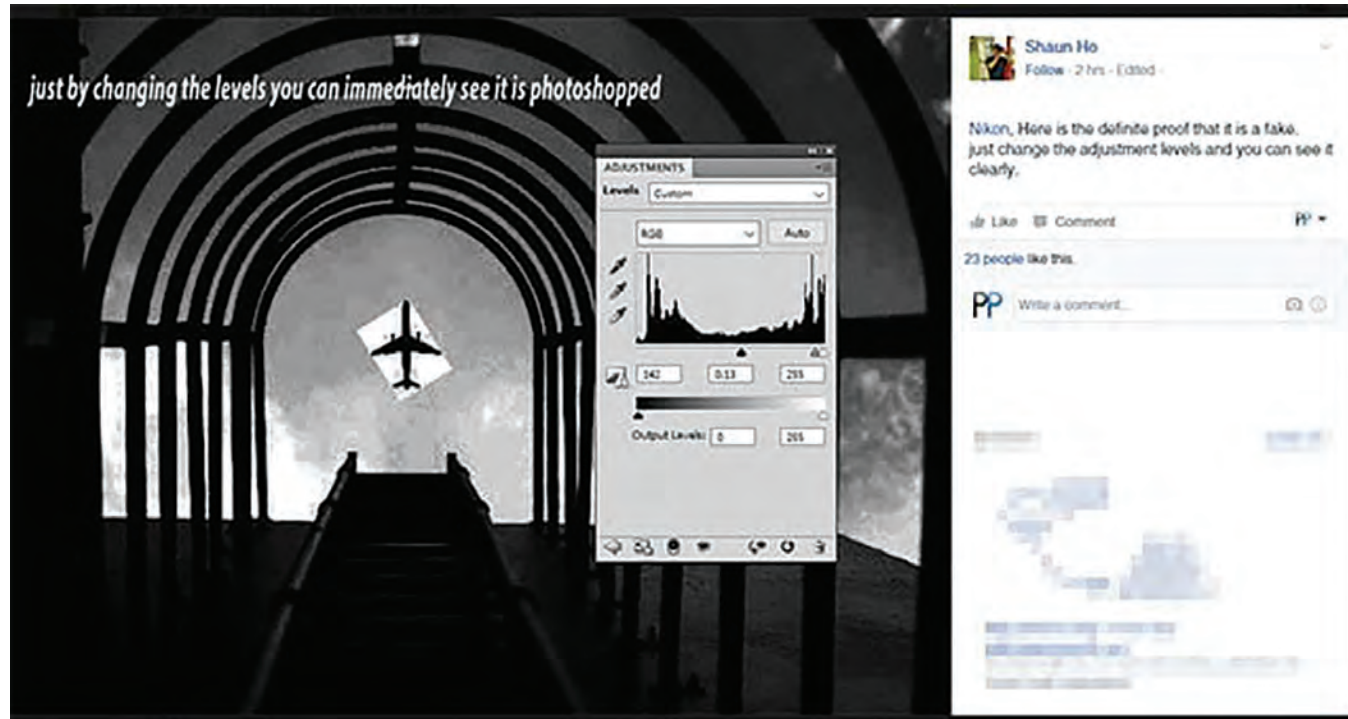 just by changing the levels you can immediately see it is photoshopped
ADJUSTMENTS
Levels Custom
RGB Auto
142 0.13 255
Output Levels: 0 255
Shaun Ho
Follow · 2 hrs · Edited ·
Nikon, Here is the definite proof that it is a fake.
just change the adjustment levels and you can see it
clearly.
Like Comment
PP
23 people like this.
PP Write a comment...